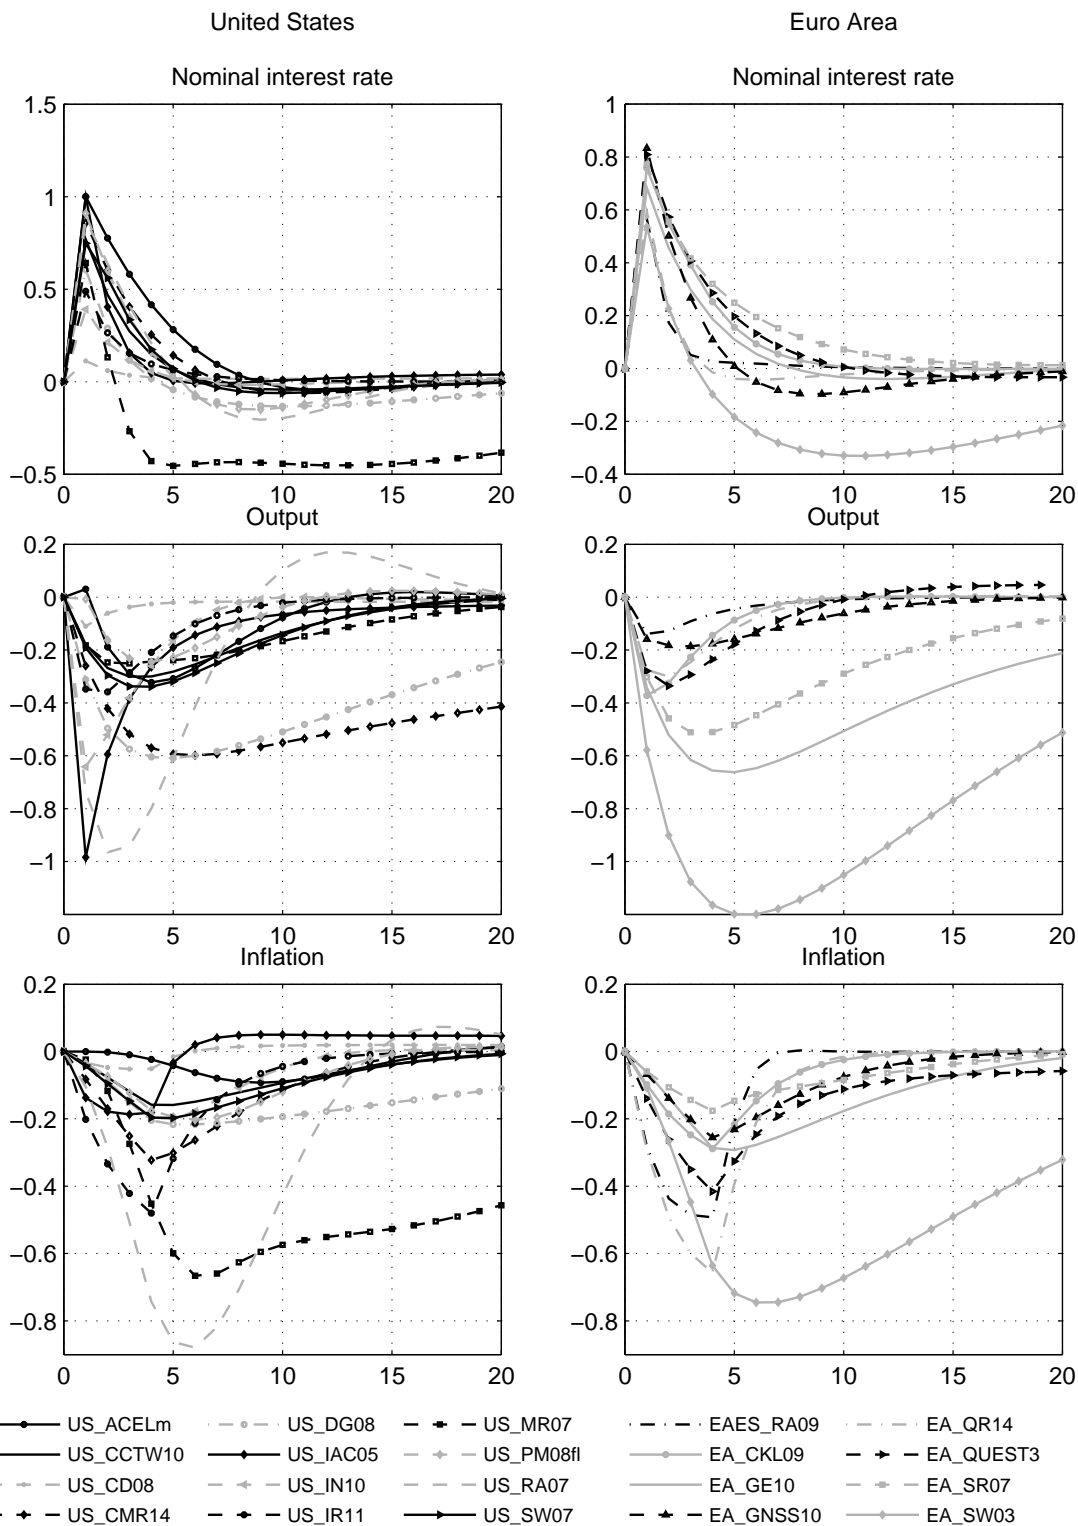 United States Euro Area
Nominal interest rate Nominal interest rate
1.5
1
0.5
0
−0.5
0 5 10 15 20
1
0.8
0.6
0.4
0.2
0
−0.2
−0.4
0 5 10 15 20
Output Output
0.2
0
−0.2
−0.4
−0.6
−0.8
−1
0 5 10 15 20
0.2
0
−0.2
−0.4
−0.6
−0.8
−1
0 5 10 15 20
Inflation Inflation
0.2
0
−0.2
−0.4
−0.6
−0.8
0 5 10 15 20
0.2
0
−0.2
−0.4
−0.6
−0.8
0 5 10 15 20
US_ACELm US_DG08 US_MR07 EAES_RA09 EA_QR14
US_CCTW10 US_IAC05 US_PM08fl EA_CKL09 EA_QUEST3
US_CD08 US_IN10 US_RA07 EA_GE10 EA_SR07
US_CMR14 US_IR11 US_SW07 EA_GNSS10 EA_SW03